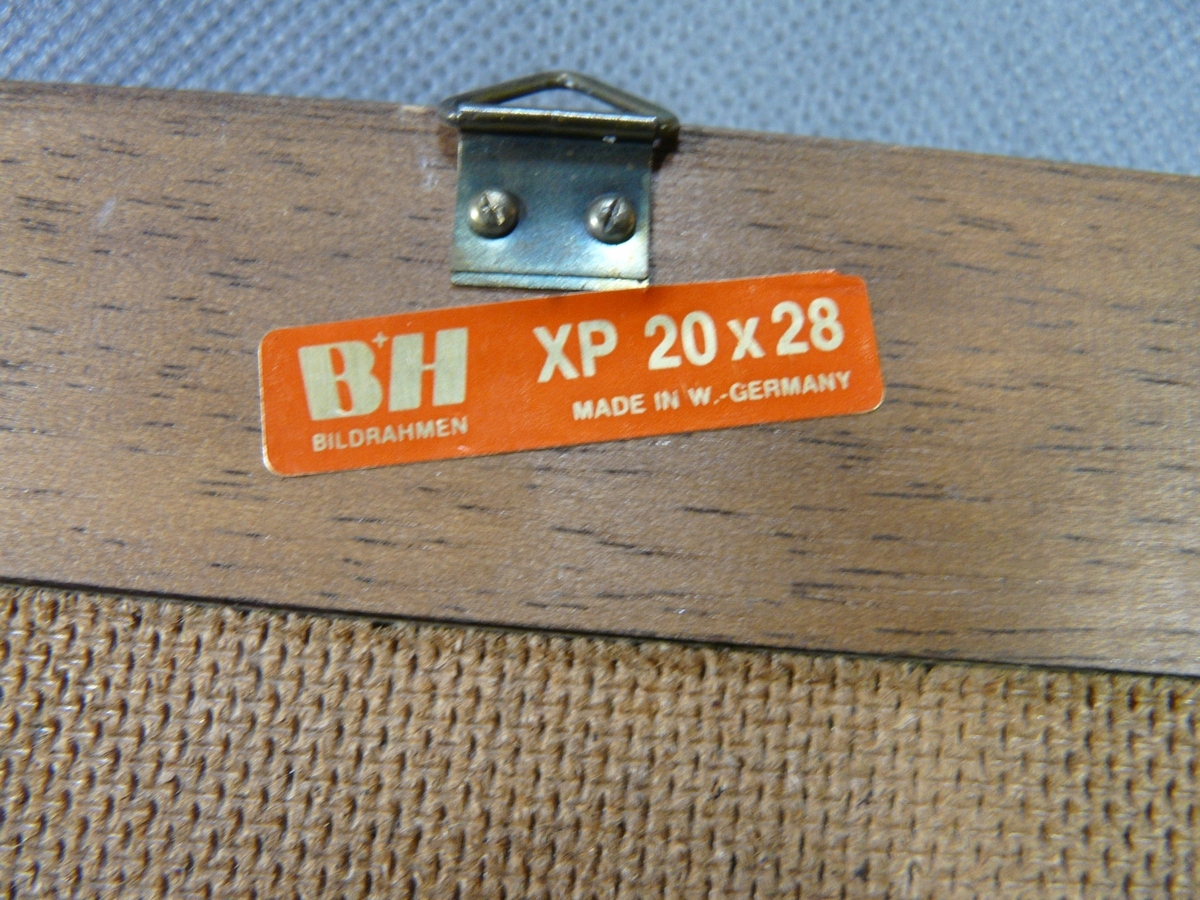 B+H
BILDRAHMEN
XP 20 x 28
MADE IN W.-GERMANY